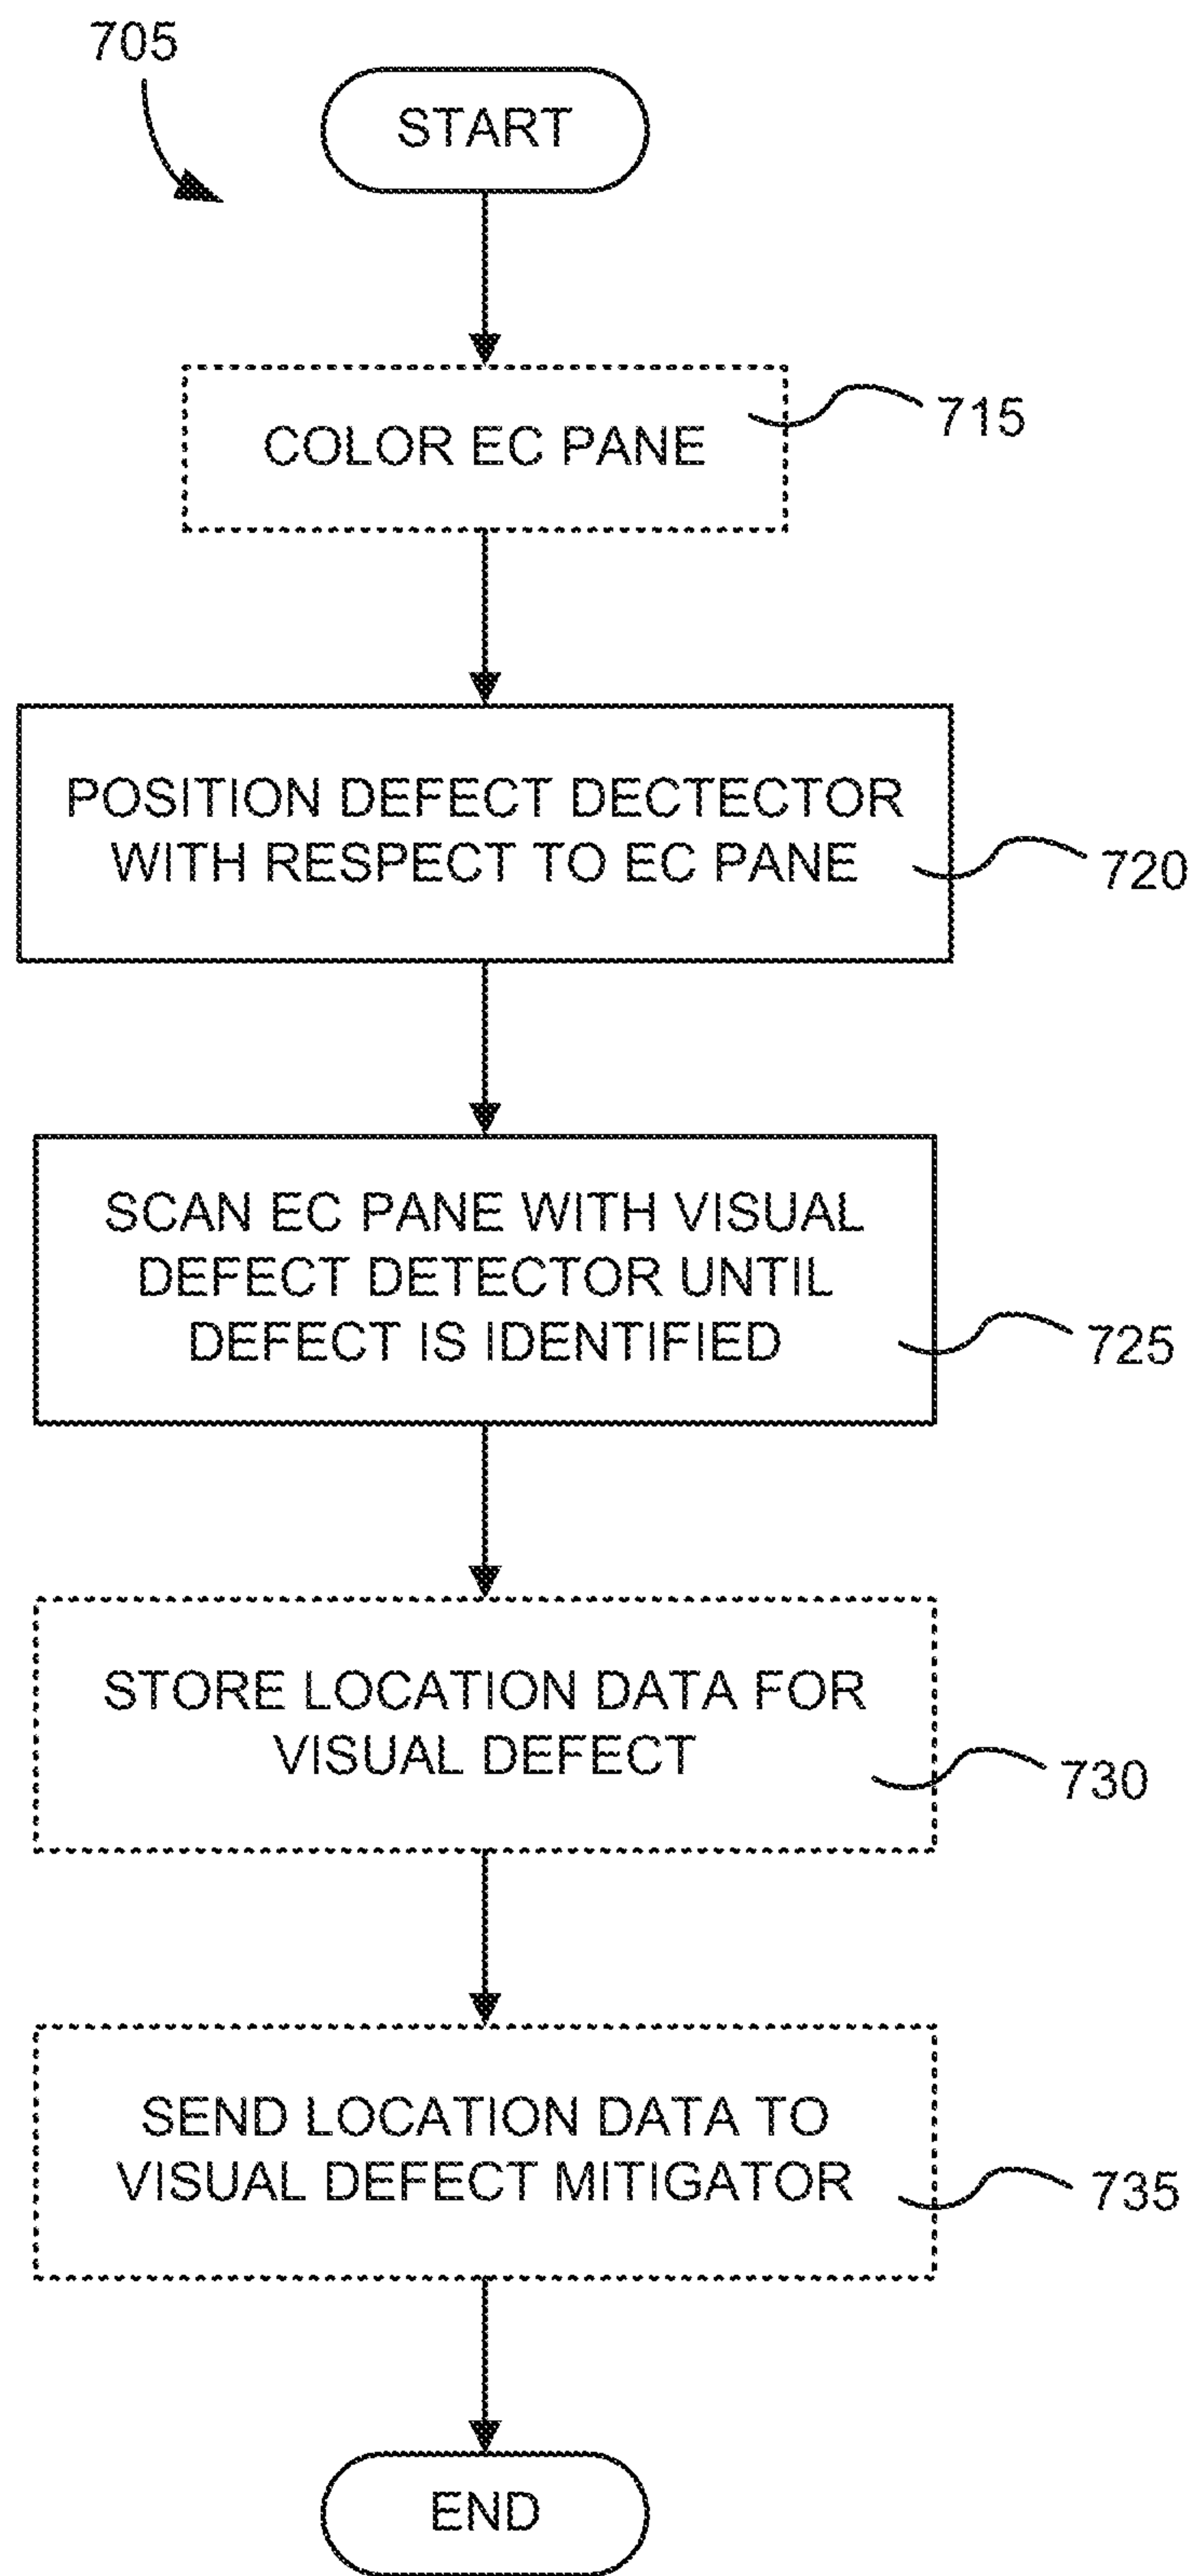 705
START
COLOR EC PANE
715
POSITION DEFECT DECTECTOR
WITH RESPECT TO EC PANE
720
SCAN EC PANE WITH VISUAL
DEFECT DETECTOR UNTIL
DEFECT IS IDENTIFIED
725
STORE LOCATION DATA FOR
VISUAL DEFECT
730
SEND LOCATION DATA TO
VISUAL DEFECT MITIGATOR
735
END